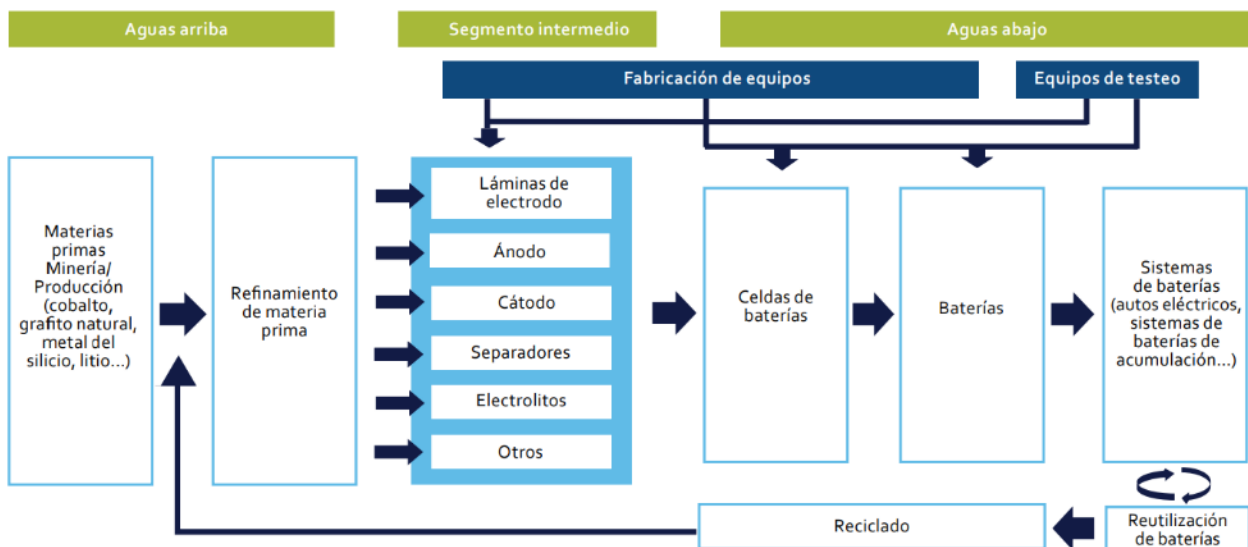 Aguas arriba
Segmento intermedio
Aguas abajo
Fabricación de equipos
Equipos de testeo
Materias
primas
Minería/
Producción
(cobalto,
grafito natural,
metal del
silicio, litio...)
Refinamiento
de materia
prima
Láminas de
electrodo
Ánodo
Cátodo
Separadores
Electrolitos
Otros
Celdas de
baterías
Baterías
Sistemas
de baterías
(autos eléctricos,
sistemas de
baterías de
acumulación...)
Reciclado
Reutilización
de baterías